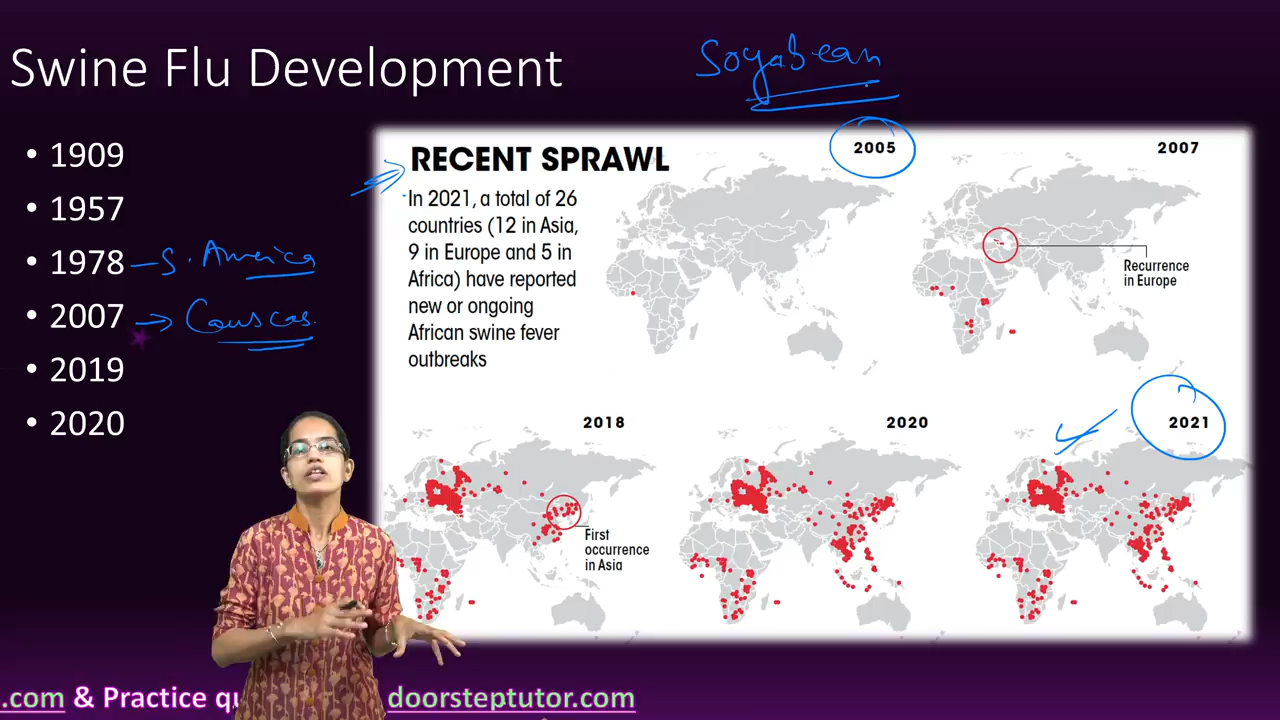 Swine Flu Development
Soyabean
• 1909
• 1957
• 1978 – S. America
• 2007 → Causcas.
• 2019
• 2020
RECENT SPRAWL
In 2021, a total of 26
countries (12 in Asia,
9 in Europe and 5 in
Africa) have reported
new or ongoing
African swine fever
outbreaks
2005
2007
Recurrence
in Europe
2018
First
occurrence
in Asia
2020
2021
.com & Practice qu
doorsteptutor.com